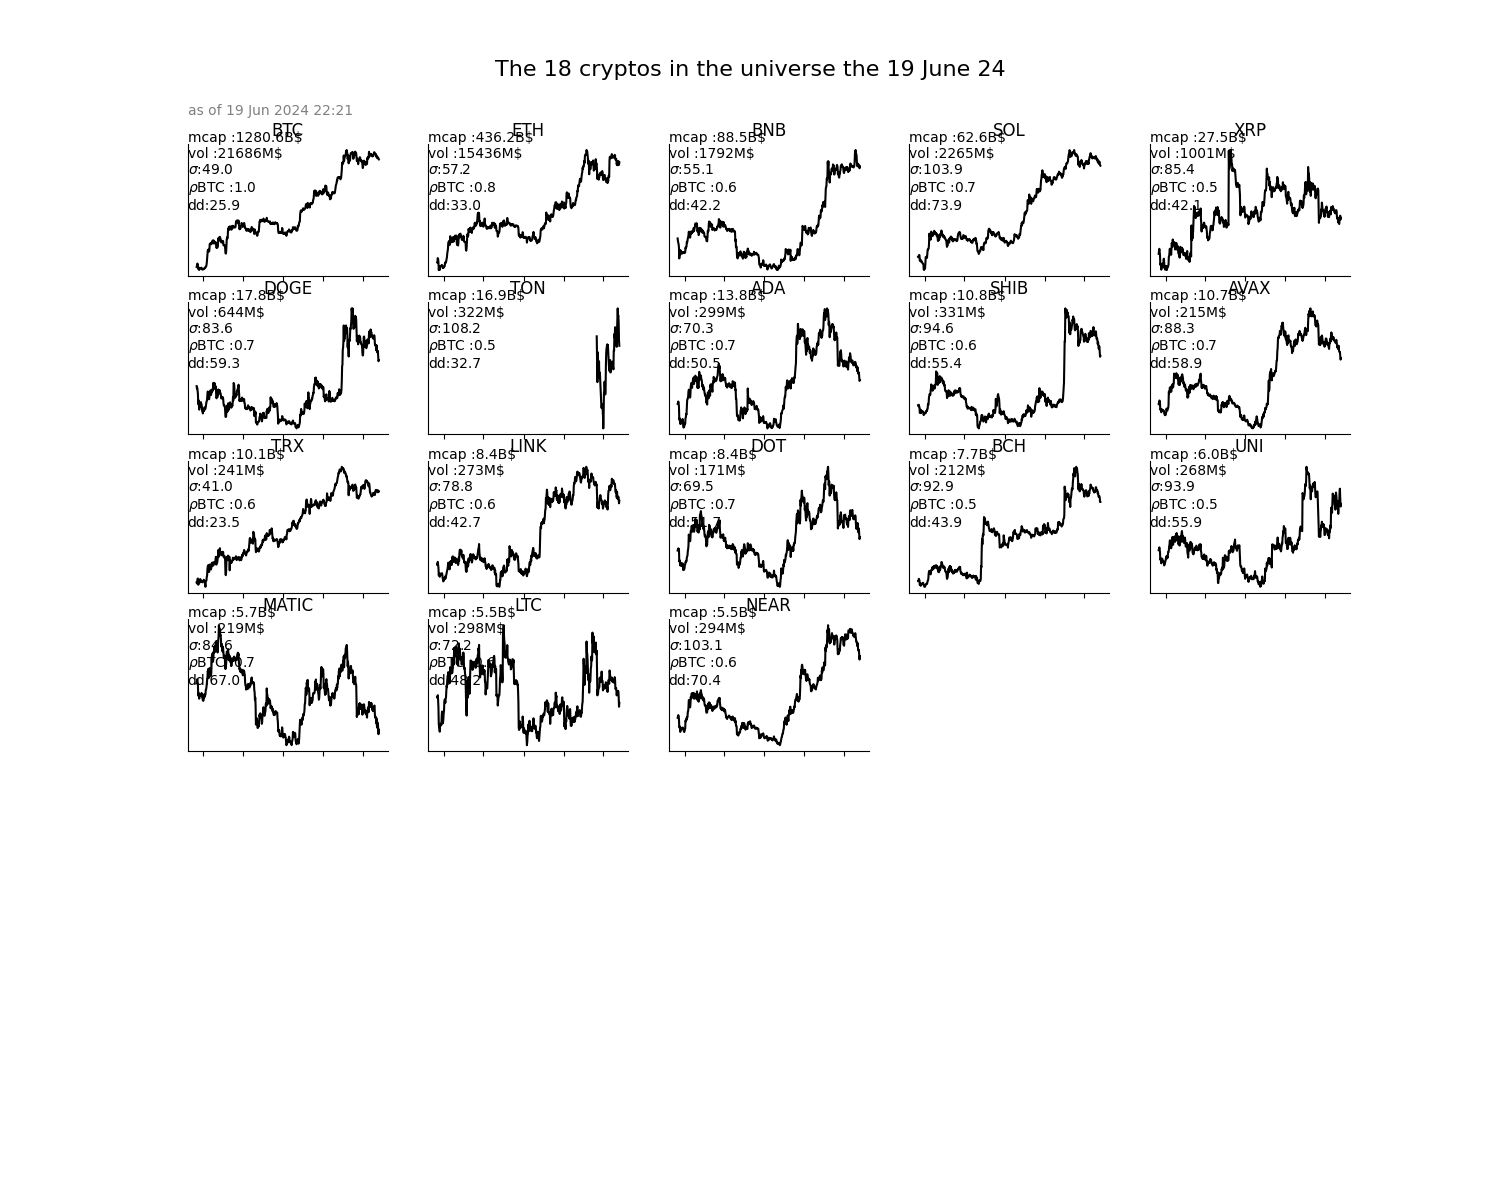 The 18 cryptos in the universe the 19 June 24
as of 19 Jun 2024 22:21
BTC
mcap :1280.6B$
vol :21686M$
σ:49.0
ρBTC :1.0
dd:25.9
ETH
mcap :436.2B$
vol :15436M$
σ:57.2
ρBTC :0.8
dd:33.0
BNB
mcap :88.5B$
vol :1792M$
σ:55.1
ρBTC :0.6
dd:42.2
SOL
mcap :62.6B$
vol :2265M$
σ:103.9
ρBTC :0.7
dd:73.9
XRP
mcap :27.5B$
vol :1001M$
σ:85.4
ρBTC :0.5
dd:42.1
DOGE
mcap :17.8B$
vol :644M$
σ:83.6
ρBTC :0.7
dd:59.3
TON
mcap :16.9B$
vol :322M$
σ:108.2
ρBTC :0.5
dd:32.7
ADA
mcap :13.8B$
vol :299M$
σ:70.3
ρBTC :0.7
dd:50.5
SHIB
mcap :10.8B$
vol :331M$
σ:94.6
ρBTC :0.6
dd:55.4
AVAX
mcap :10.7B$
vol :215M$
σ:88.3
ρBTC :0.7
dd:58.9
TRX
mcap :10.1B$
vol :241M$
σ:41.0
ρBTC :0.6
dd:23.5
LINK
mcap :8.4B$
vol :273M$
σ:78.8
ρBTC :0.6
dd:42.7
DOT
mcap :8.4B$
vol :171M$
σ:69.5
ρBTC :0.7
BCH
mcap :7.7B$
vol :212M$
σ:92.9
ρBTC :0.5
dd:43.9
UNI
mcap :6.0B$
vol :268M$
σ:93.9
ρBTC :0.5
dd:55.9
MATIC
mcap :5.7B$
vol :219M$
σ:84.6
ρBTC :0.7
dd:67.0
LTC
mcap :5.5B$
vol :298M$
σ:72.2
dd:48.2
NEAR
mcap :5.5B$
vol :294M$
σ:103.1
ρBTC :0.6
dd:70.4